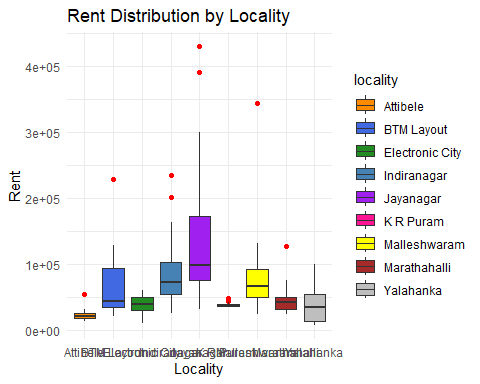 Rent Distribution by Locality
4e+05
3e+05
2e+05
1e+05
0e+00
Rent
Locality
locality
Attibele
BTM Layout
Electronic City
Indiranagar
Jayanagar
K R Puram
Malleshwaram
Marathahalli
Yalahanka